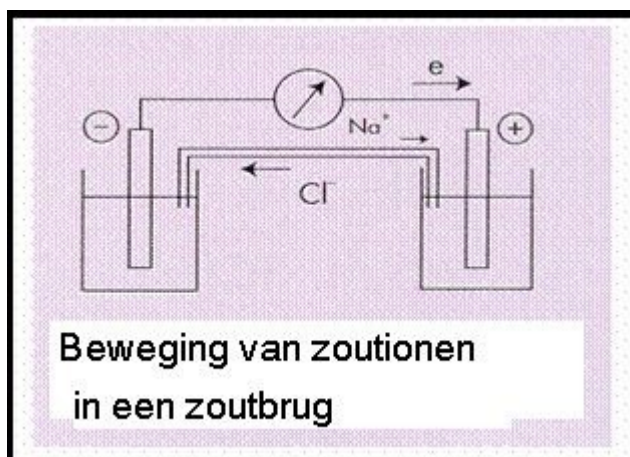 e
− Na⁺ +
Cl⁻
Beweging van zoutionen
in een zoutbrug